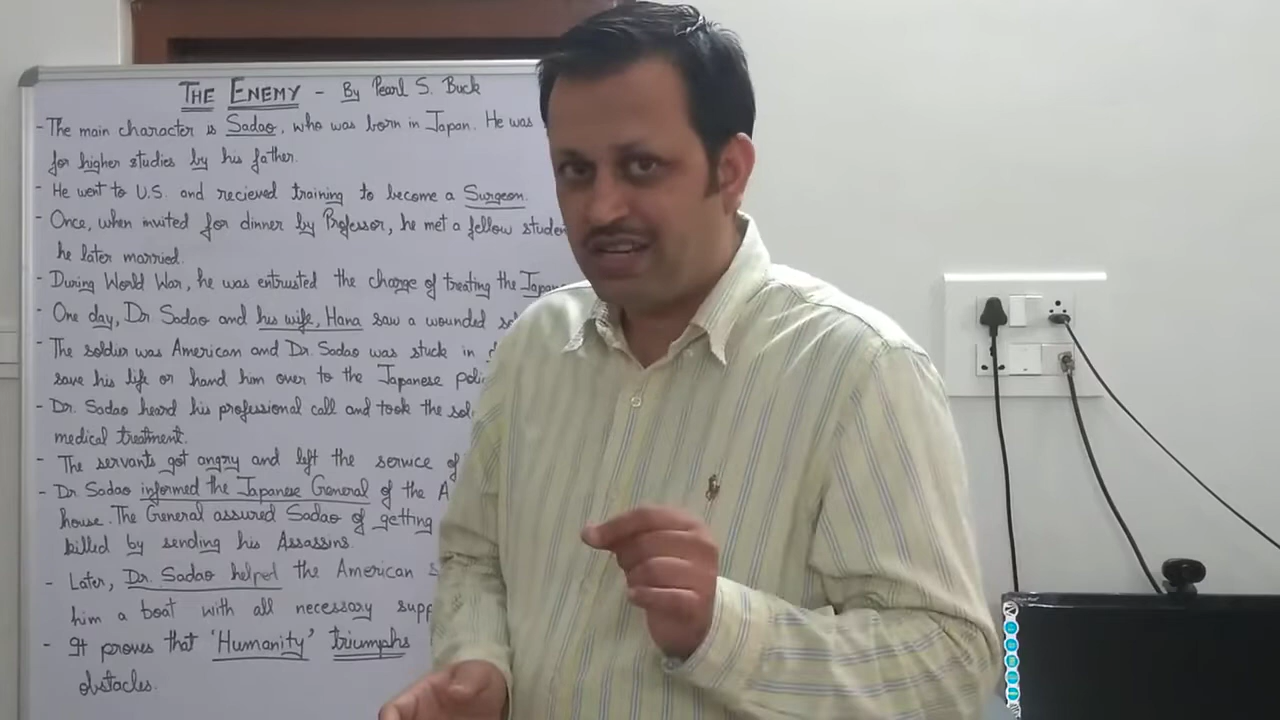 THE ENEMY - By Pearl S. Buck
- The main character is Sadao, who was born in Japan. He was
for higher studies by his father.
- He went to U.S. and recieved training to become a Surgeon.
- Once, when invited for dinner by Professor, he met a fellow studen
he later married.
- During World War, he was entrusted the charge of treating the Japan
- One day, Dr. Sadao and his wife, Hana saw a wounded
- The soldier was American and Dr. Sadao was stuck in
save his life or hand him over to the Japanese poli
- Dr. Sadao heard his professional call and took the sol
medical treatment.
- The servants got angry and left the service of
- Dr. Sadao informed the Japanese General of the A
house. The General assured Sadao of getting
killed by sending his Assassins.
- Later, Dr. Sadao helped the American s
him a boat with all necessary supp
- It proves that 'Humanity' triumphs
obstacles.